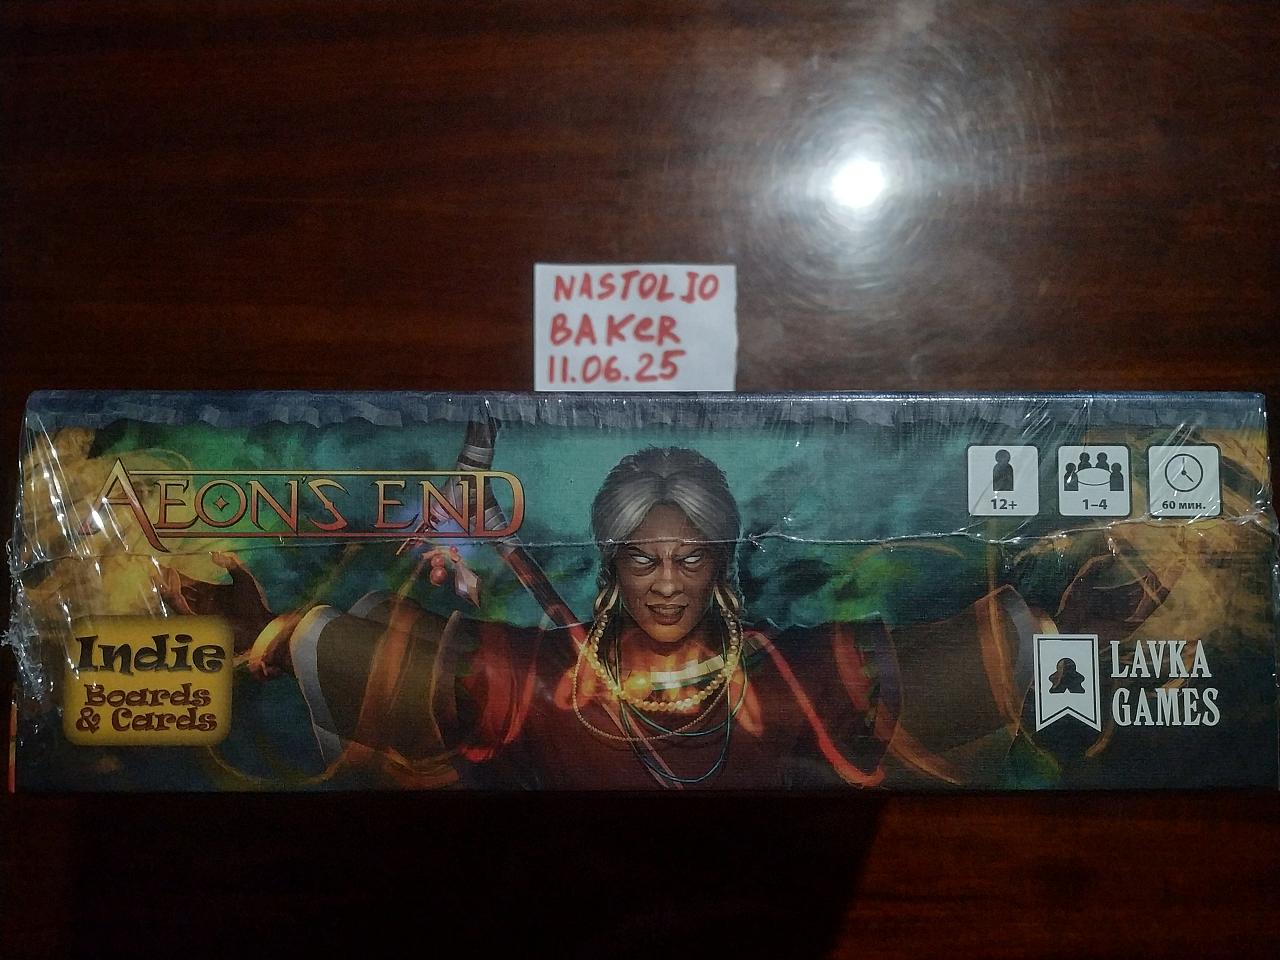 NASTOLIO
BAKER
11.06.25
AEON'S END
12+
1–4
60 мин.
Indie
Boards
& Cards
LAVKA
GAMES